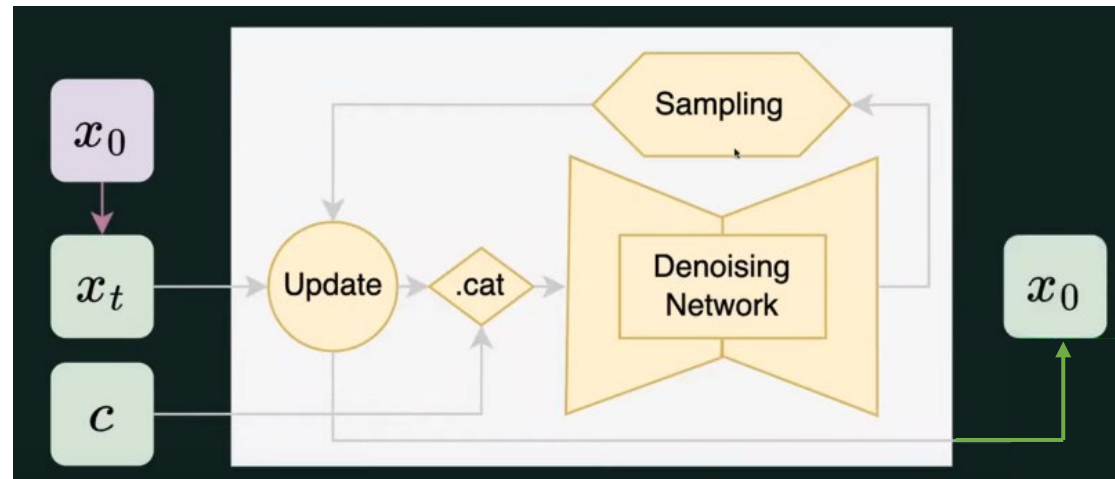 x₀
Sampling
xₜ
Update
.cat
Denoising
Network
x₀
c